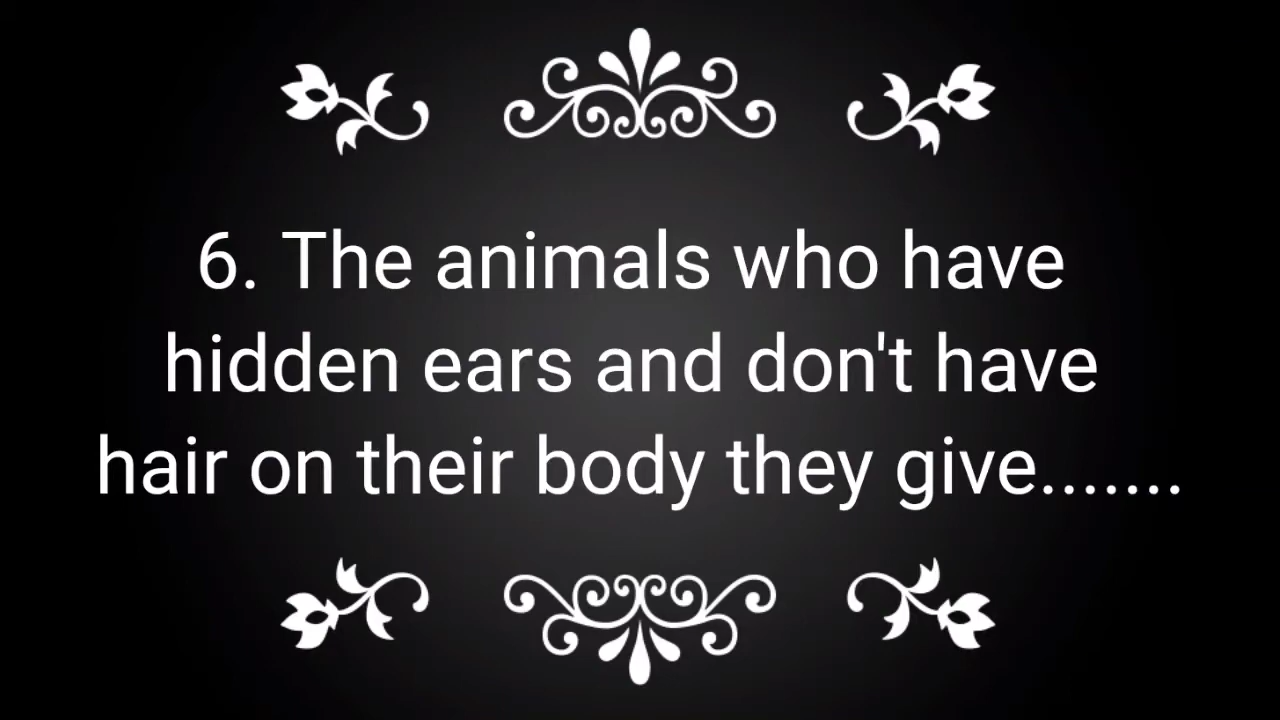 6. The animals who have
hidden ears and don't have
hair on their body they give.......